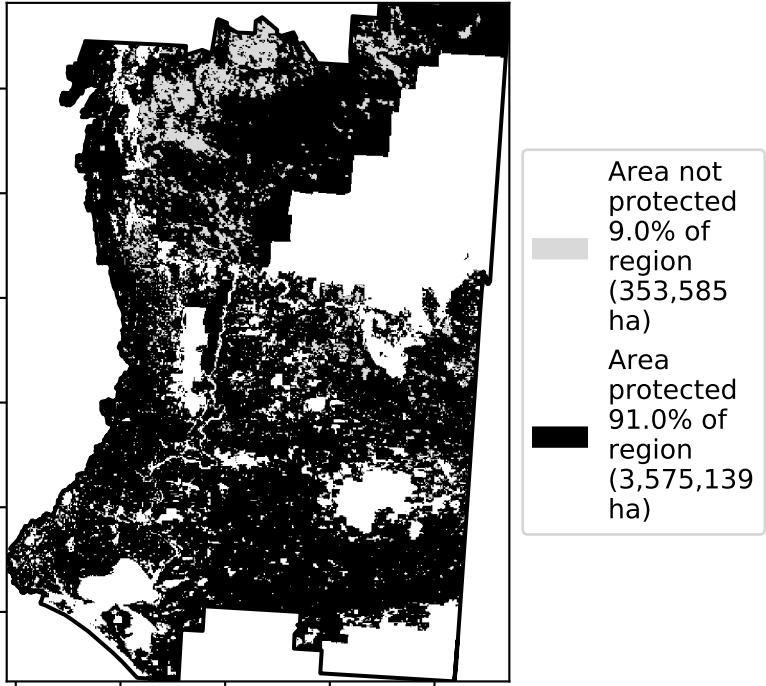 Area not
protected
9.0% of
region
(353,585
ha)
Area
protected
91.0% of
region
(3,575,139
ha)